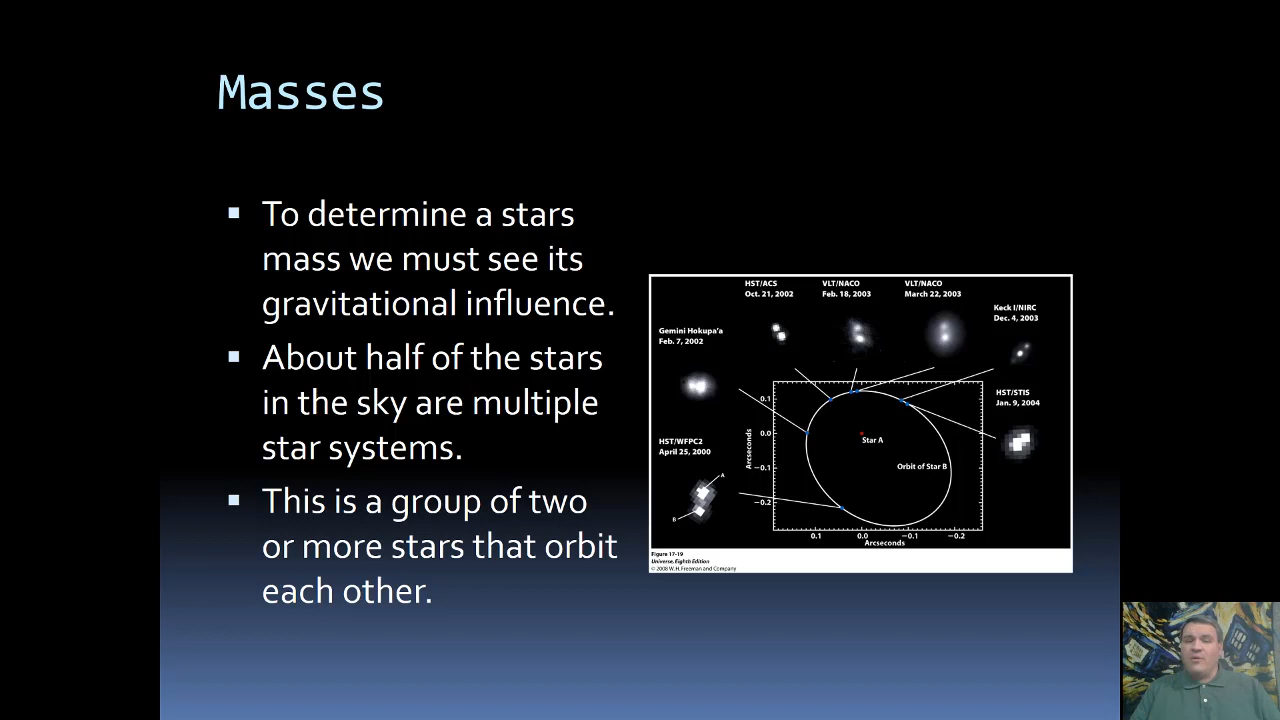 Masses
▪ To determine a stars
mass we must see its
gravitational influence.
▪ About half of the stars
in the sky are multiple
star systems.
▪ This is a group of two
or more stars that orbit
each other.
HST/ACS
Oct. 21, 2002
VLT/NACO
Feb. 18, 2003
VLT/NACO
March 22, 2003
Keck I/NIRC
Dec. 4, 2003
Gemini Hokupa'a
Feb. 7, 2002
HST/STIS
Jan. 9, 2004
HST/WFPC2
April 25, 2000
A
B
Arcseconds
0.1
0.0
−0.1
−0.2
Star A
Orbit of Star B
0.1 0.0 −0.1 −0.2
Arcseconds
Figure 17-19
Universe, Eighth Edition
© 2008 W. H. Freeman and Company